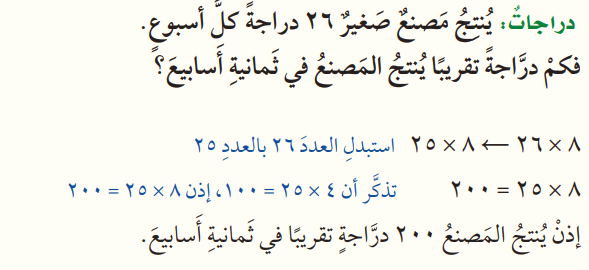 دراجاتٌ: يُنتِجُ مَصنعٌ صَغيرٌ ٢٦ دراجةً كلَّ أسبوعٍ.
فكمْ درَّاجةً تقريبًا يُنتجُ المَصنعُ في ثَمانيةِ أَسابيعَ؟
٨ × ٢٦ ⟵ ٨ × ٢٥ استبدلِ العددَ ٢٦ بالعددِ ٢٥
٨ × ٢٥ = ٢٠٠ تذكَّر أن ٤ × ٢٥ = ١٠٠، إذن ٨ × ٢٥ = ٢٠٠
إذنْ يُنتجُ المَصنعُ ٢٠٠ درَّاجةٍ تقريبًا في ثَمانيةِ أَسابيعَ.